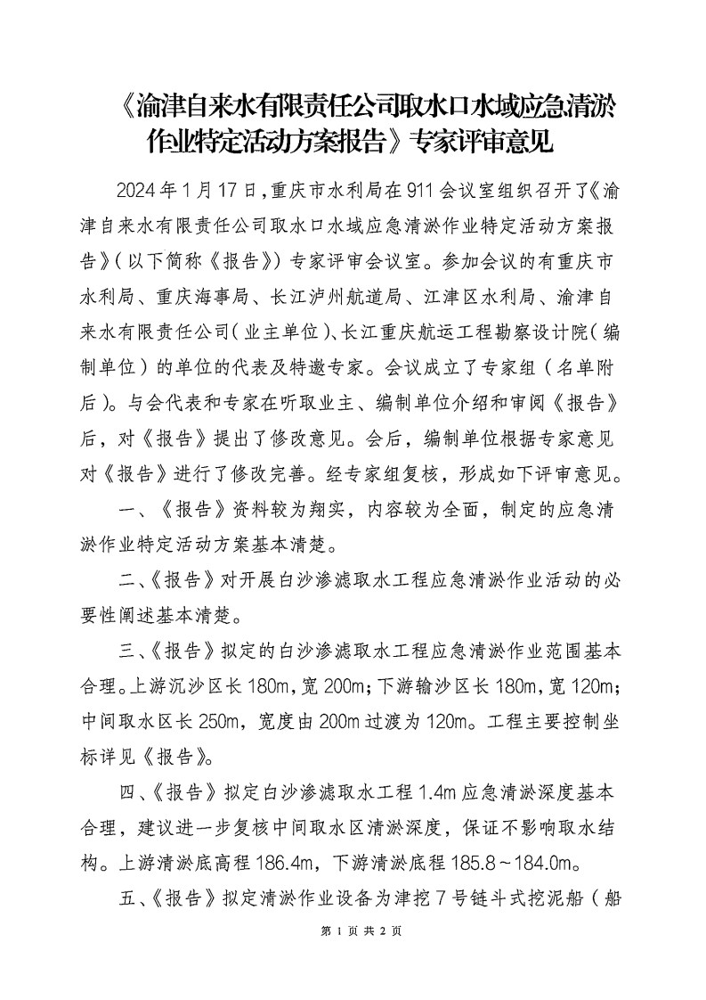 《渝津自来水有限责任公司取水口水域应急清淤
作业特定活动方案报告》专家评审意见
2024年1月17日，重庆市水利局在911会议室组织召开了《渝
津自来水有限责任公司取水口水域应急清淤作业特定活动方案报
告》（以下简称《报告》）专家评审会议室。参加会议的有重庆市
水利局、重庆海事局、长江泸州航道局、江津区水利局、渝津自
来水有限责任公司（业主单位）、长江重庆航运工程勘察设计院（编
制单位）的单位的代表及特邀专家。会议成立了专家组（名单附
后）。与会代表和专家在听取业主、编制单位介绍和审阅《报告》
后，对《报告》提出了修改意见。会后，编制单位根据专家意见
对《报告》进行了修改完善。经专家组复核，形成如下评审意见。
一、《报告》资料较为翔实，内容较为全面，制定的应急清
淤作业特定活动方案基本清楚。
二、《报告》对开展白沙渗滤取水工程应急清淤作业活动的必
要性阐述基本清楚。
三、《报告》拟定的白沙渗滤取水工程应急清淤作业范围基本
合理。上游沉沙区长180m，宽200m；下游输沙区长180m，宽120m；
中间取水区长250m，宽度由200m过渡为120m。工程主要控制坐
标详见《报告》。
四、《报告》拟定白沙渗滤取水工程1.4m应急清淤深度基本
合理，建议进一步复核中间取水区清淤深度，保证不影响取水结
构。上游清淤底高程186.4m，下游清淤底程185.8～184.0m。
五、《报告》拟定清淤作业设备为津挖7号链斗式挖泥船（船
第 1 页 共 2 页